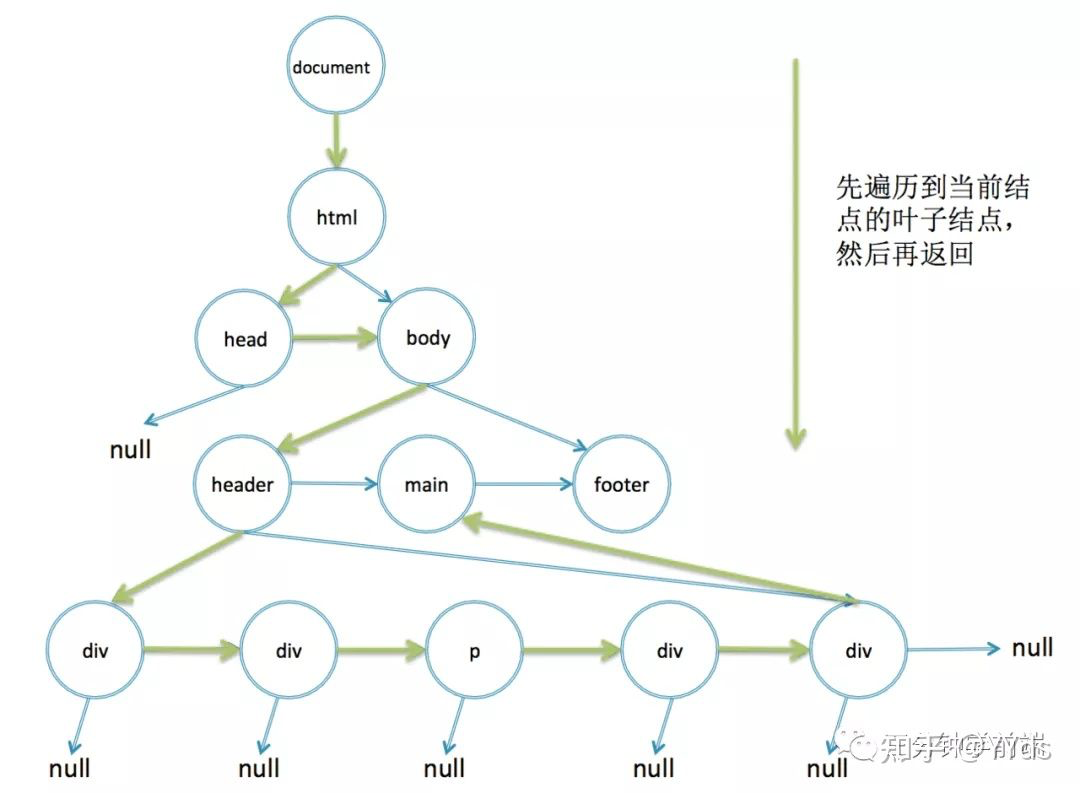 document
html
先遍历到当前结
点的叶子结点，
然后再返回
head
body
null
header
main
footer
div
div
p
div
div
null
null
null
null
null
null
知乎